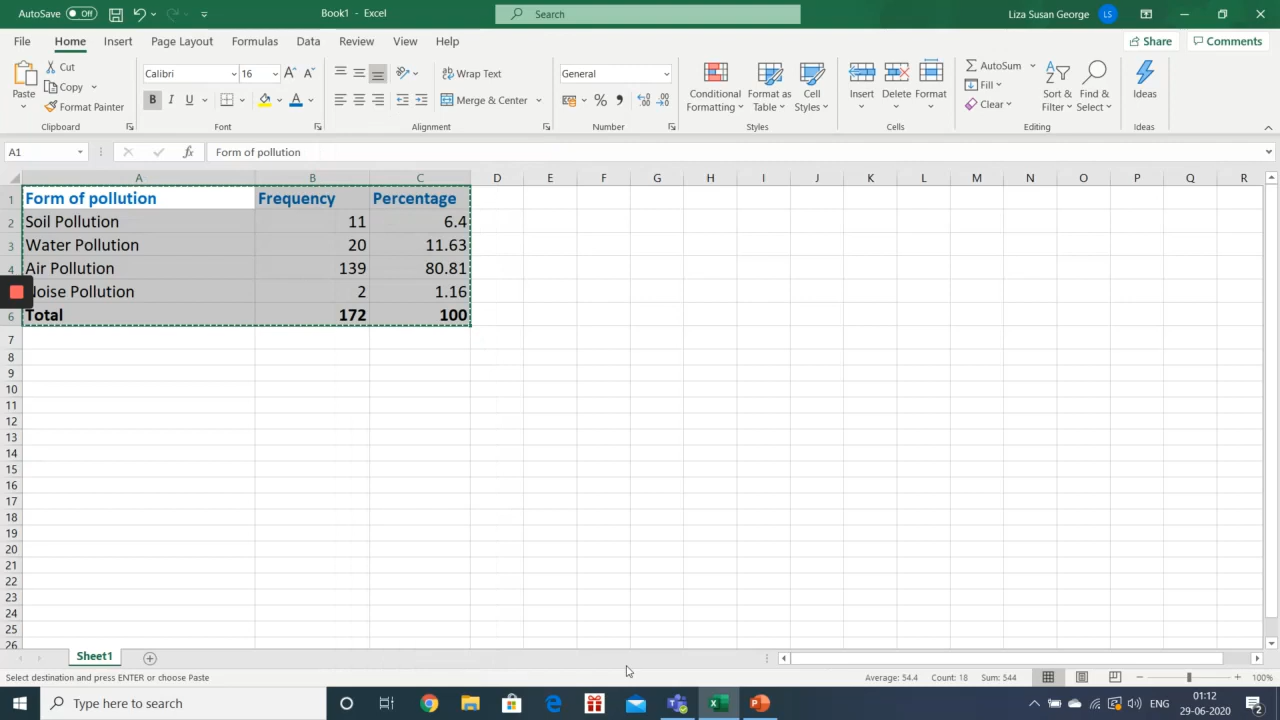 AutoSave Off Book1 - Excel Search Liza Susan George LS
File Home Insert Page Layout Formulas Data Review View Help Share Comments
Paste Cut Copy Format Painter Clipboard
Calibri 16 A A B I U A Font
Wrap Text Merge & Center Alignment
General % , Number
Conditional Formatting Format as Table Cell Styles Styles
Insert Delete Format Cells
AutoSum Fill Clear Sort & Filter Find & Select Editing
Ideas Ideas
A1 fx Form of pollution
A B C D E F G H I J K L M N O P Q R
1 Form of pollution Frequency Percentage
2 Soil Pollution 11 6.4
3 Water Pollution 20 11.63
4 Air Pollution 139 80.81
Noise Pollution 2 1.16
6 Total 172 100
7
8
9
10
11
12
13
14
15
16
17
18
19
20
21
22
23
24
25
26
Sheet1
Select destination and press ENTER or choose Paste Average: 54.4 Count: 18 Sum: 544 100%
Type here to search ENG 01:12
29-06-2020 2